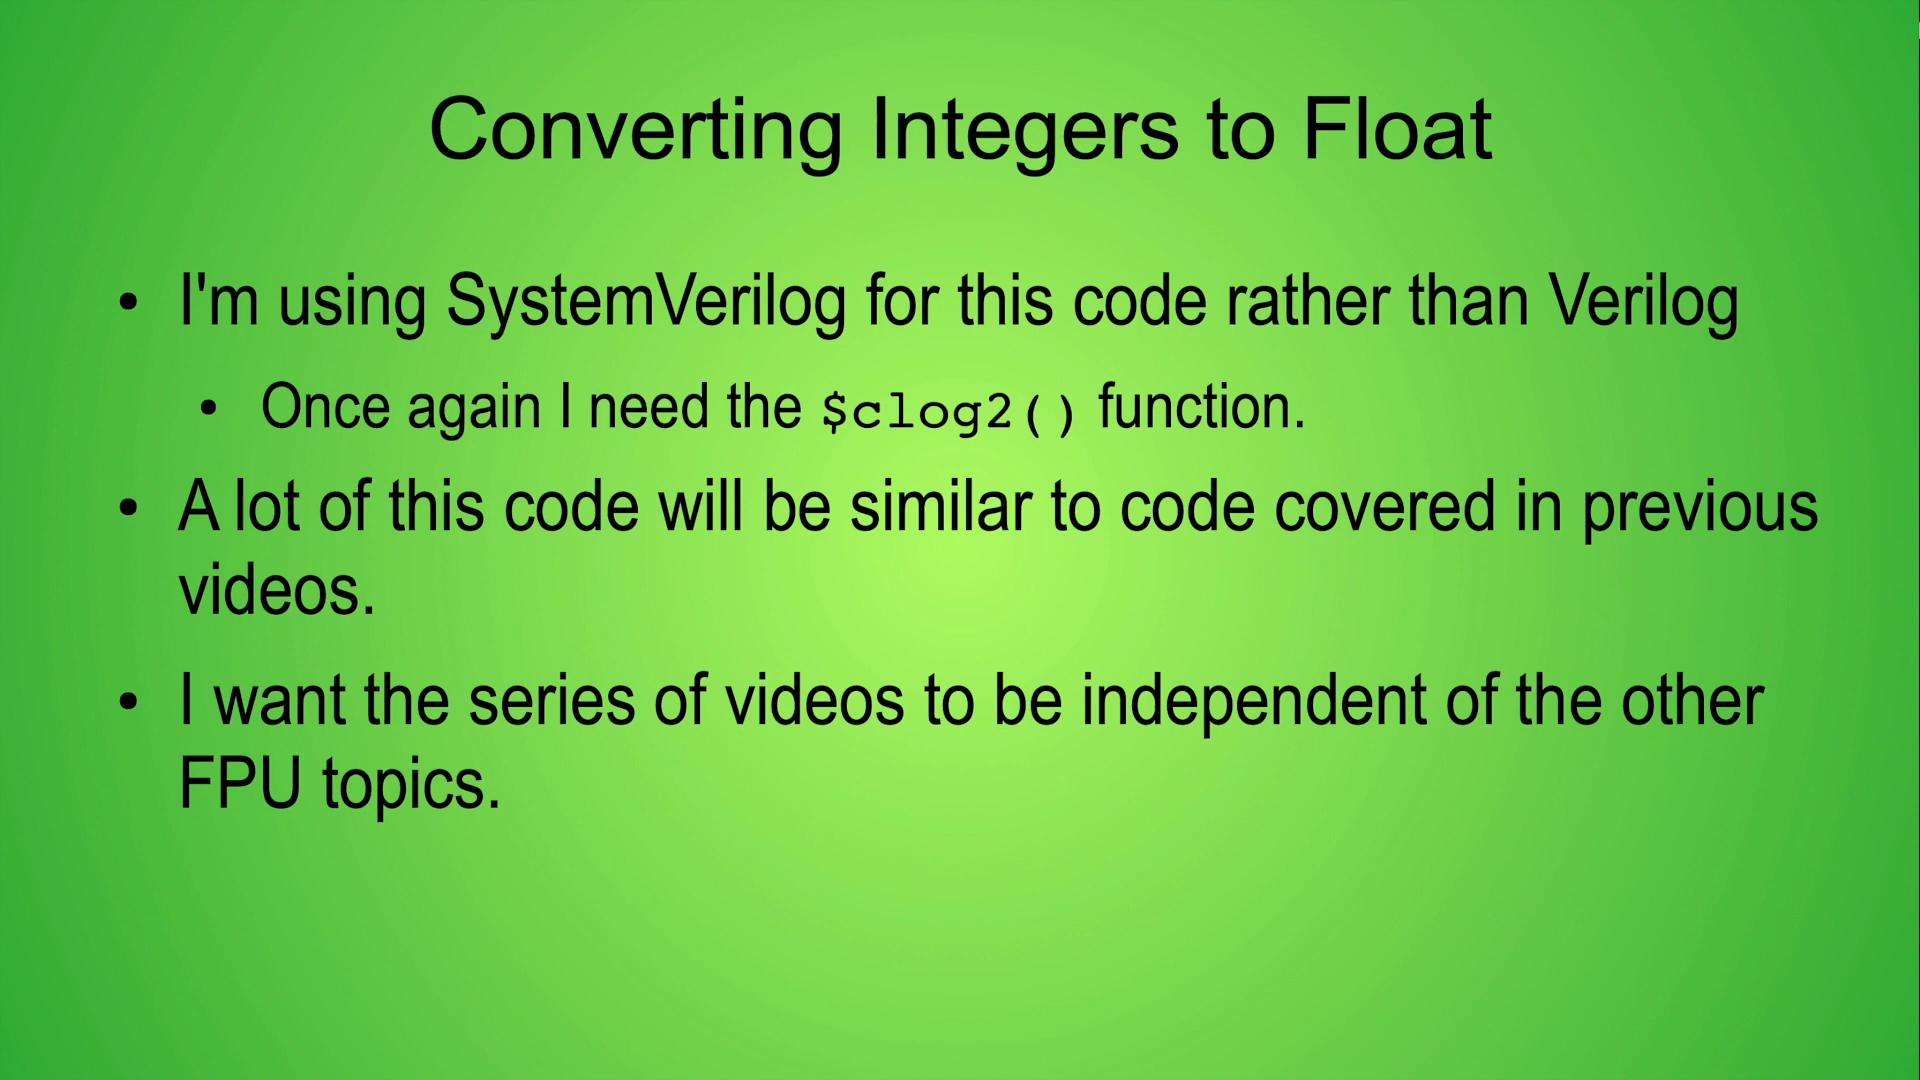 Converting Integers to Float
• I'm using SystemVerilog for this code rather than Verilog
• Once again I need the $clog2() function.
• A lot of this code will be similar to code covered in previous
videos.
• I want the series of videos to be independent of the other
FPU topics.